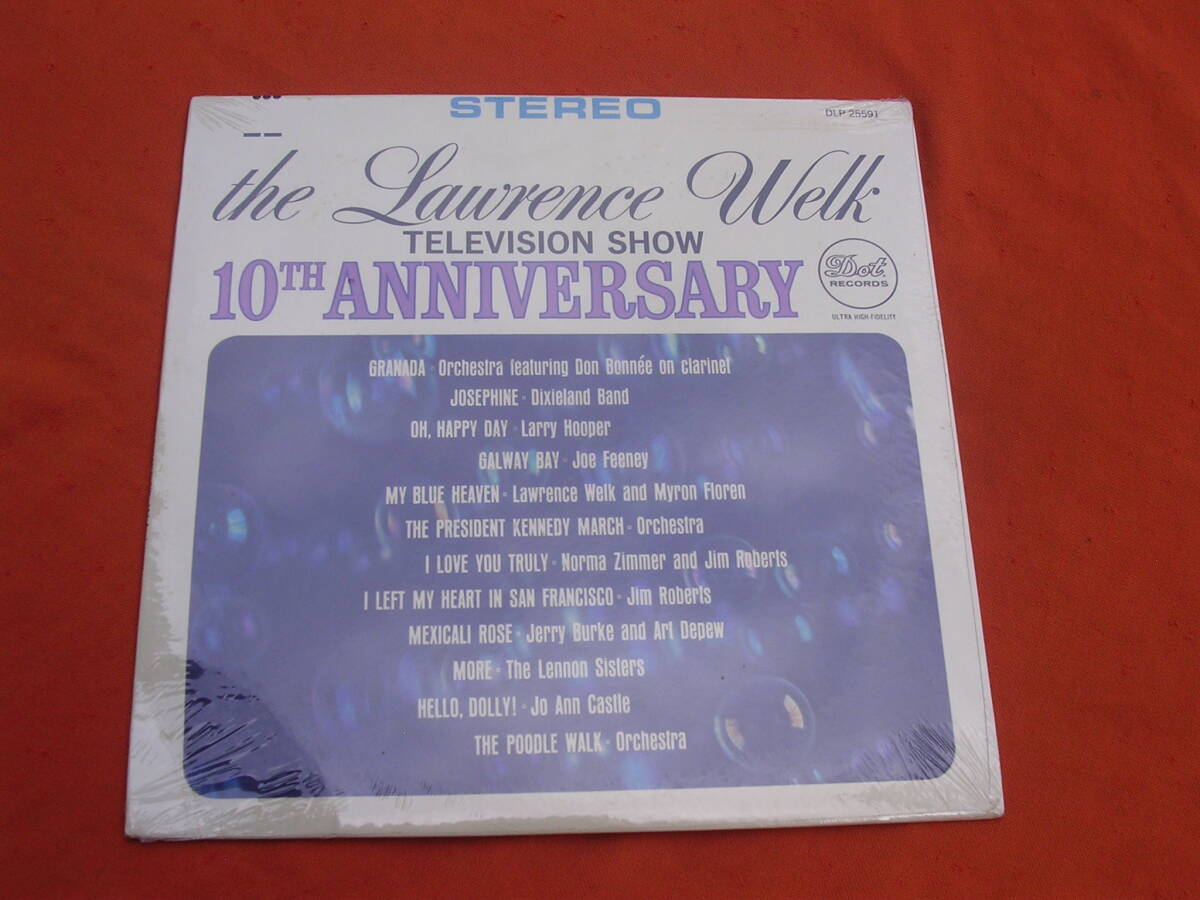 STEREO
DLP 25591
the Lawrence Welk
TELEVISION SHOW
10TH ANNIVERSARY
Dot
RECORDS
ULTRA HIGH-FIDELITY
GRANADA • Orchestra featuring Don Bonnée on clarinet
JOSEPHINE • Dixieland Band
OH, HAPPY DAY • Larry Hooper
GALWAY BAY • Joe Feeney
MY BLUE HEAVEN • Lawrence Welk and Myron Floren
THE PRESIDENT KENNEDY MARCH • Orchestra
I LOVE YOU TRULY • Norma Zimmer and Jim Roberts
I LEFT MY HEART IN SAN FRANCISCO • Jim Roberts
MEXICALI ROSE • Jerry Burke and Art Depew
MORE • The Lennon Sisters
HELLO, DOLLY! • Jo Ann Castle
THE POODLE WALK • Orchestra